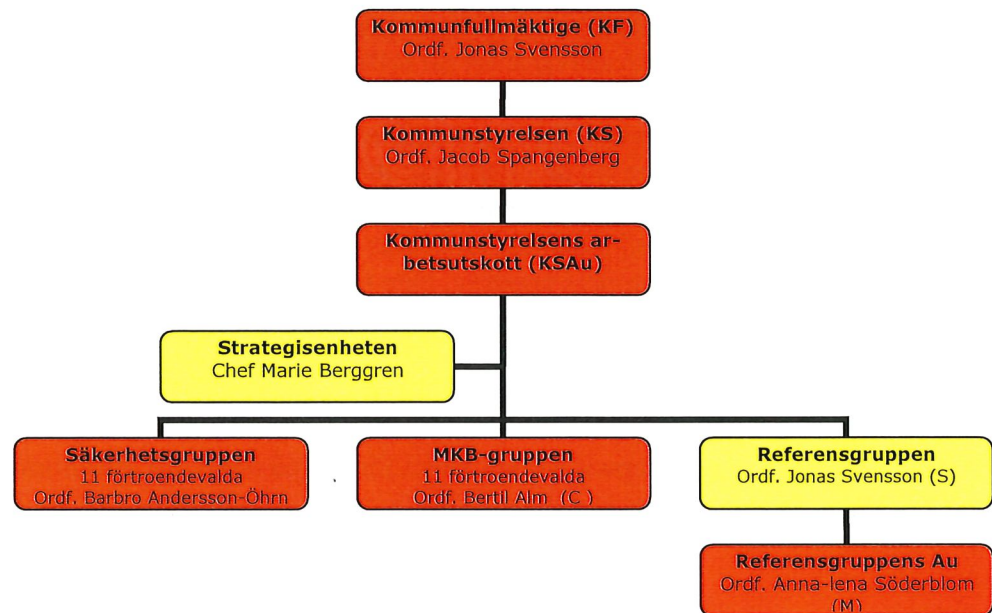 Kommunfullmäktige (KF)
Ordf. Jonas Svensson
Kommunstyrelsen (KS)
Ordf. Jacob Spangenberg
Kommunstyrelsens ar-
betsutskott (KSAu)
Strategisenheten
Chef Marie Berggren
Säkerhetsgruppen
11 förtroendevalda
Ordf. Barbro Andersson-Öhrn
MKB-gruppen
11 förtroendevalda
Ordf. Bertil Alm (C )
Referensgruppen
Ordf. Jonas Svensson (S)
Referensgruppens Au
Ordf. Anna-lena Söderblom
(M)